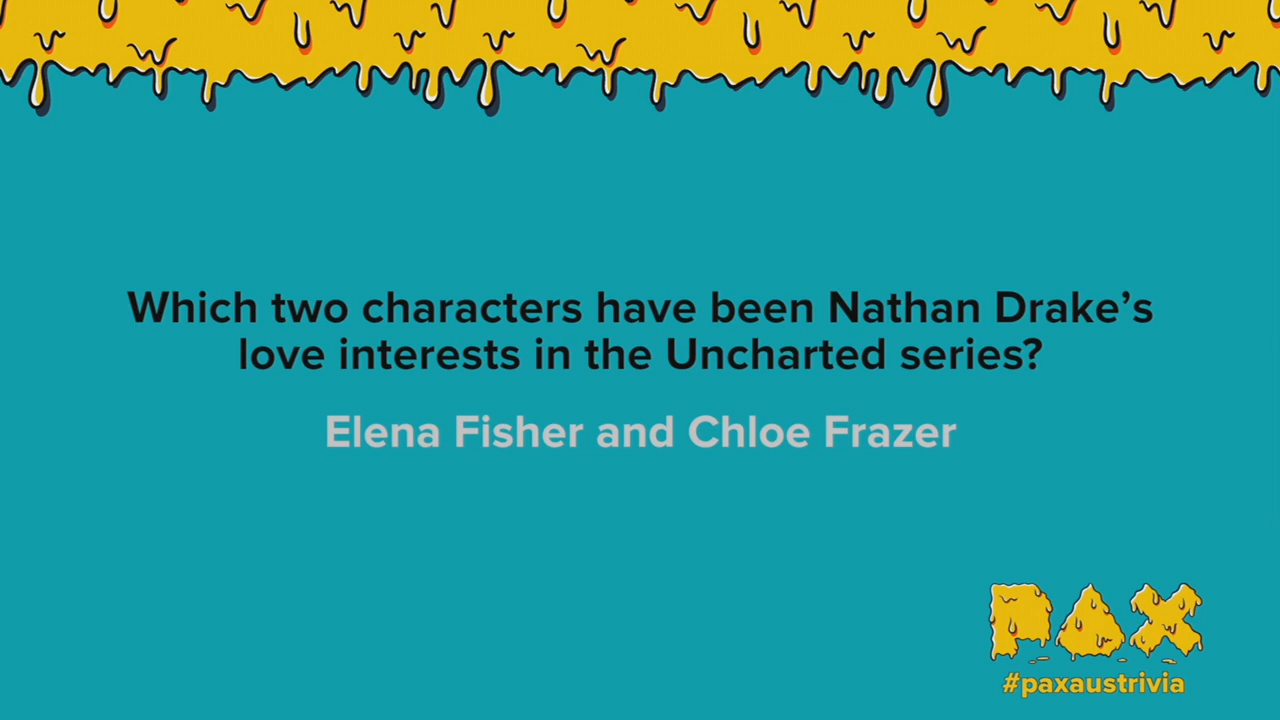 Which two characters have been Nathan Drake’s
love interests in the Uncharted series?
Elena Fisher and Chloe Frazer
PAX
#paxaustrivia